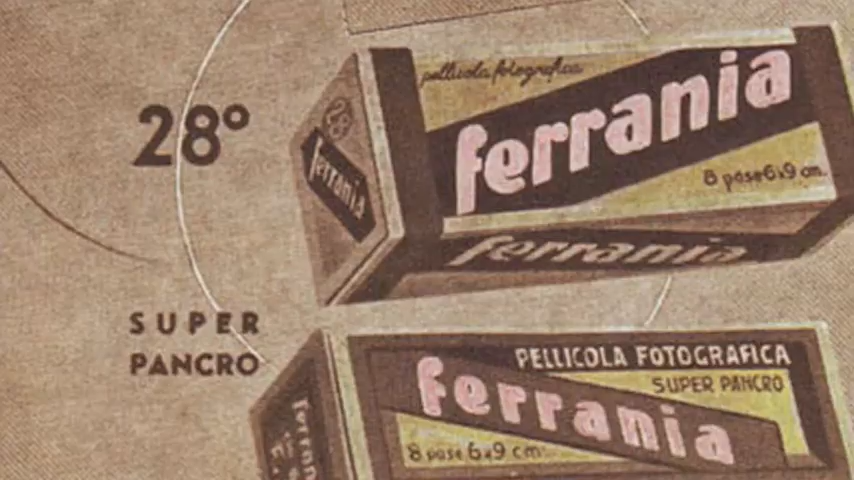 28°
pellicola fotografica
ferrania
8 pose 6x9 cm.
28°
ferrania
ferrania
SUPER
PANCRO
PELLICOLA FOTOGRAFICA
SUPER PANCRO
ferrania
8 pose 6x9 cm.